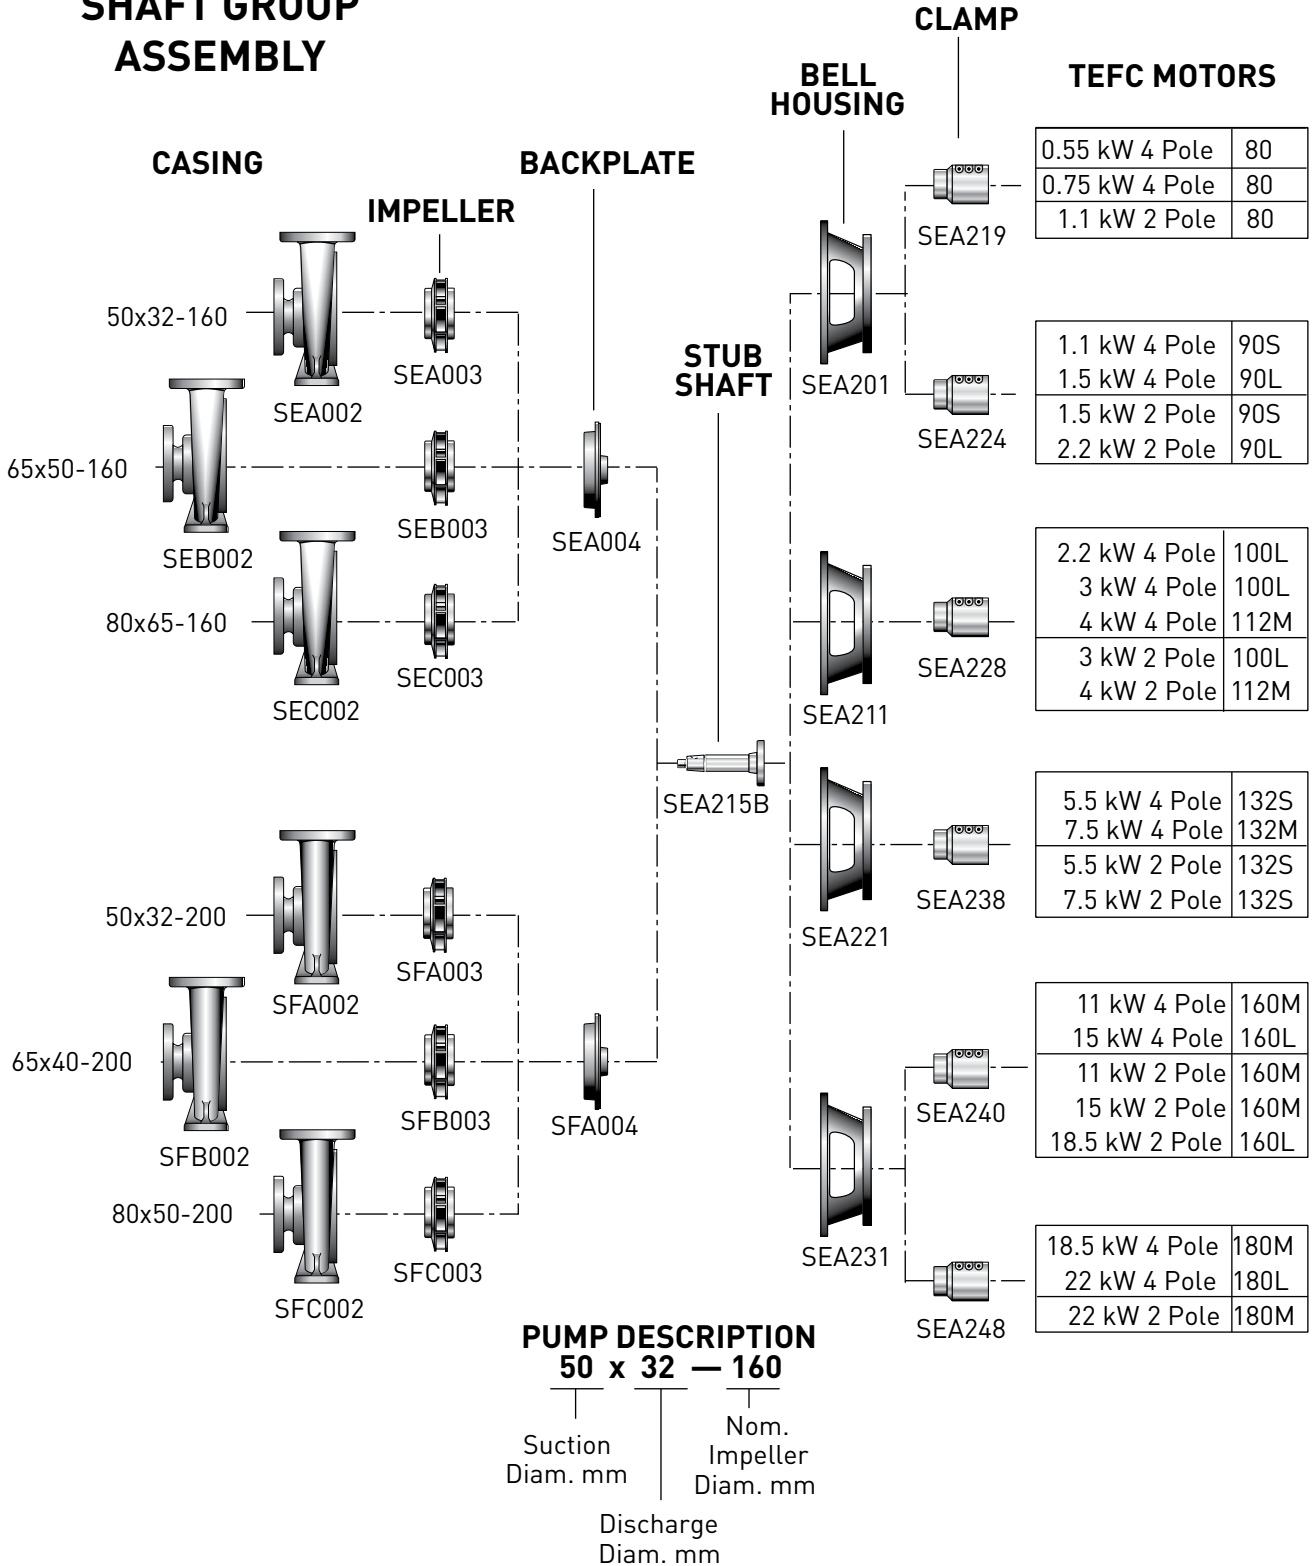 SHAFT GROUP
ASSEMBLY
CLAMP
BELL
HOUSING
TEFC MOTORS
CASING
IMPELLER
BACKPLATE
STUB
SHAFT
50x32-160
SEA002
SEA003
65x50-160
SEB002
SEB003
SEA004
80x65-160
SEC002
SEC003
SEA215B
50x32-200
SFA002
SFA003
65x40-200
SFB002
SFB003
SFA004
80x50-200
SFC002
SFC003
SEA201
SEA219
0.55 kW 4 Pole 80
0.75 kW 4 Pole 80
1.1 kW 2 Pole 80
SEA224
1.1 kW 4 Pole 90S
1.5 kW 4 Pole 90L
1.5 kW 2 Pole 90S
2.2 kW 2 Pole 90L
SEA211
SEA228
2.2 kW 4 Pole 100L
3 kW 4 Pole 100L
4 kW 4 Pole 112M
3 kW 2 Pole 100L
4 kW 2 Pole 112M
SEA221
SEA238
5.5 kW 4 Pole 132S
7.5 kW 4 Pole 132M
5.5 kW 2 Pole 132S
7.5 kW 2 Pole 132S
SEA231
SEA240
11 kW 4 Pole 160M
15 kW 4 Pole 160L
11 kW 2 Pole 160M
15 kW 2 Pole 160M
18.5 kW 2 Pole 160L
SEA248
18.5 kW 4 Pole 180M
22 kW 4 Pole 180L
22 kW 2 Pole 180M
PUMP DESCRIPTION
50 x 32 — 160
Suction
Diam. mm
Nom.
Impeller
Diam. mm
Discharge
Diam. mm